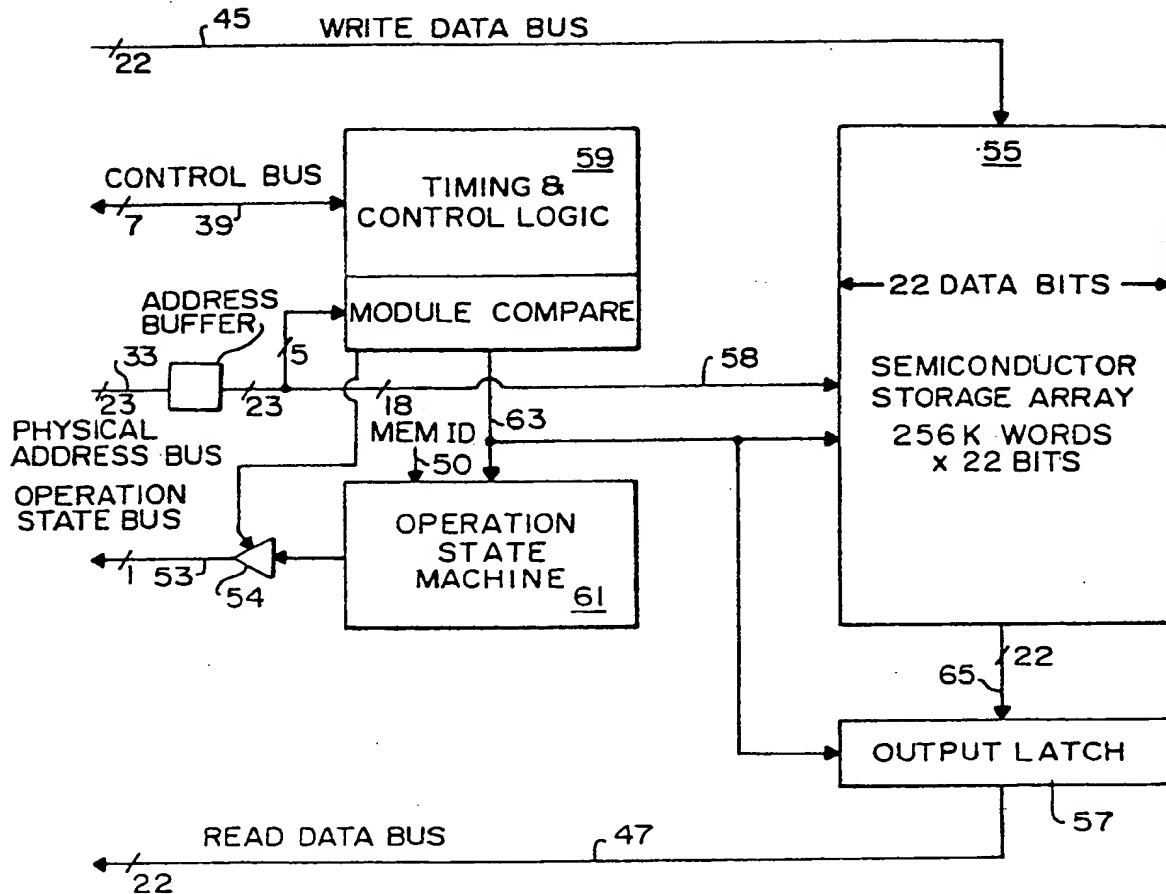 45
WRITE DATA BUS
22
59
TIMING &
CONTROL LOGIC
CONTROL BUS
7
39
MODULE COMPARE
ADDRESS
BUFFER
5
33
23
23
18
58
63
PHYSICAL
ADDRESS BUS
MEM ID
50
OPERATION
STATE BUS
1
53
54
OPERATION
STATE
MACHINE
61
55
22 DATA BITS
SEMICONDUCTOR
STORAGE ARRAY
256 K WORDS
x 22 BITS
22
65
OUTPUT LATCH
57
READ DATA BUS
47
22